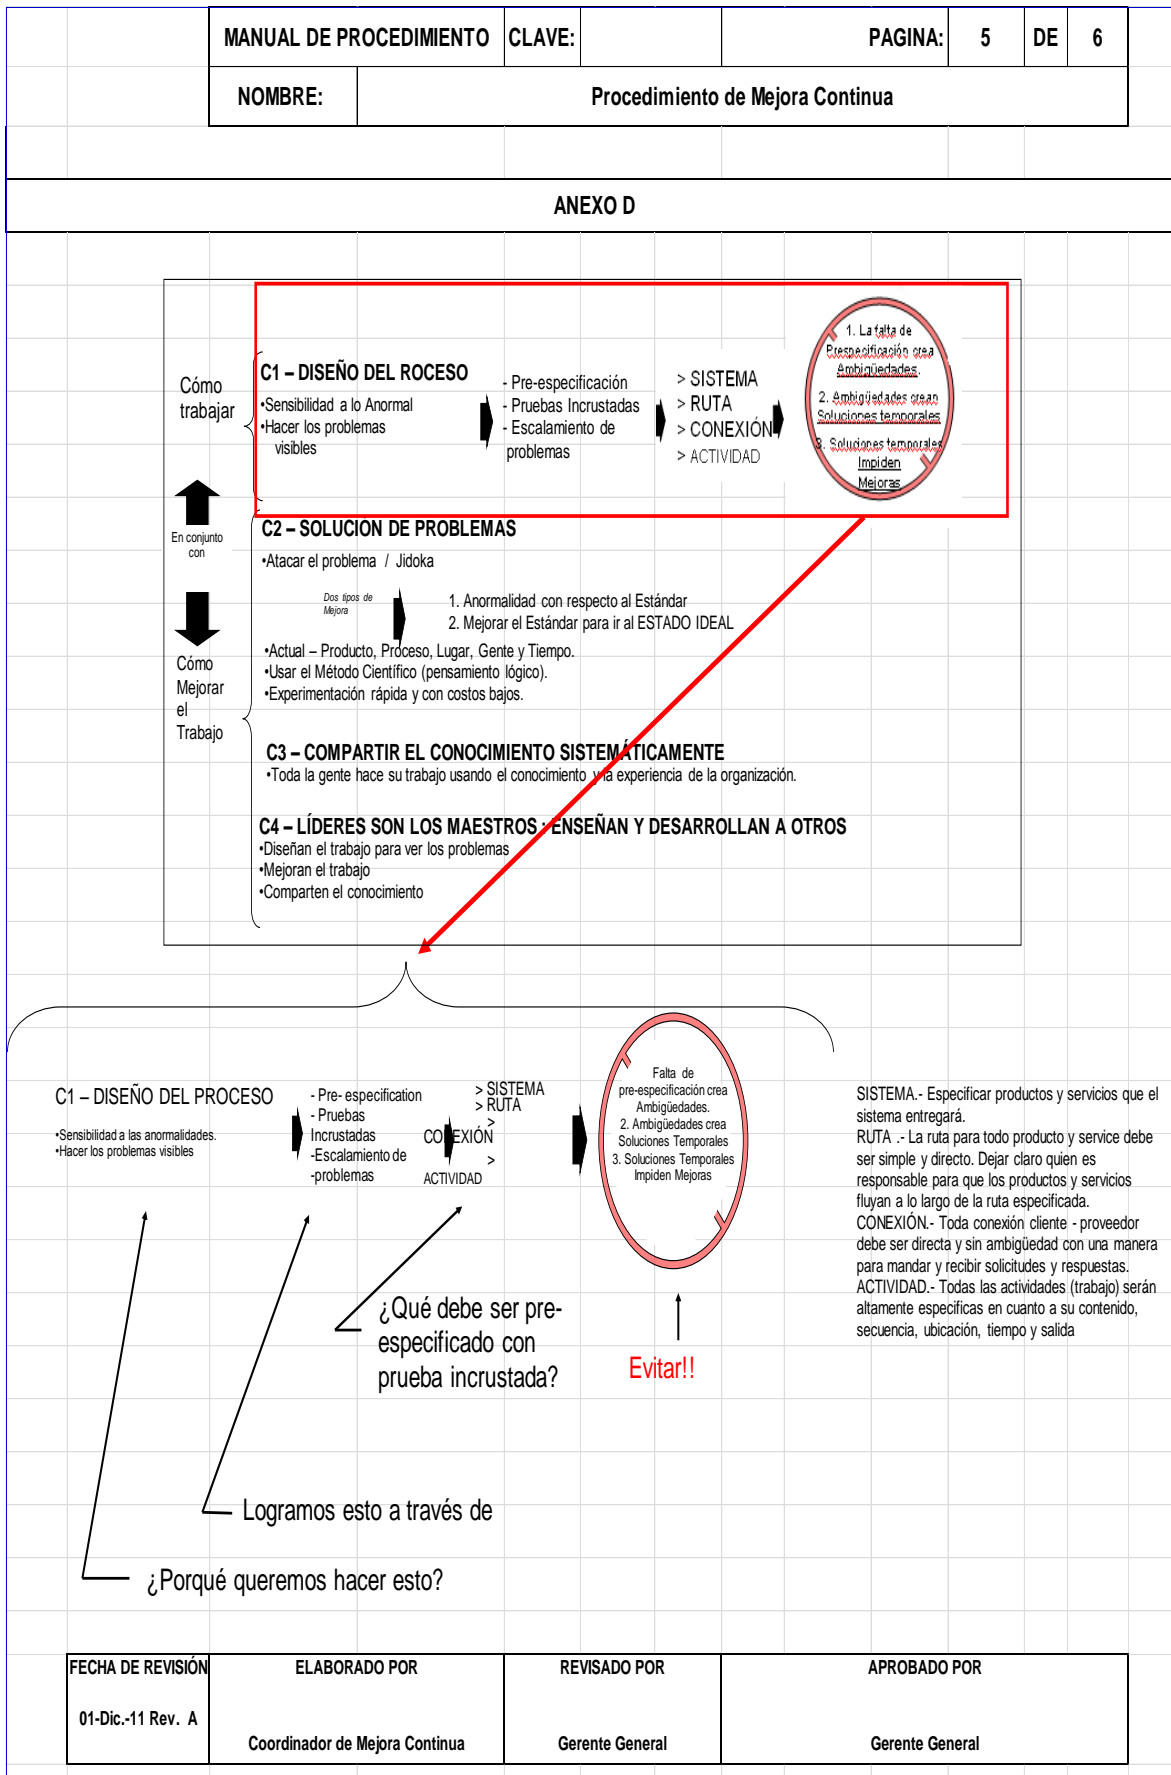 MANUAL DE PROCEDIMIENTO CLAVE: PAGINA: 5 DE 6
NOMBRE: Procedimiento de Mejora Continua
ANEXO D
Cómo
trabajar
C1 – DISEÑO DEL ROCESO
•Sensibilidad a lo Anormal
•Hacer los problemas
visibles
- Pre-especificación
- Pruebas Incrustadas
- Escalamiento de
problemas
> SISTEMA
> RUTA
> CONEXIÓN
> ACTIVIDAD
1. La falta de
Prespecificación crea
Ambigüedades.
2. Ambigüedades crean
Soluciones temporales
3. Soluciones temporales
Impiden
Mejoras
En conjunto
con
Cómo
Mejorar
el
Trabajo
C2 – SOLUCION DE PROBLEMAS
•Atacar el problema / Jidoka
Dos tipos de
Mejora
1. Anormalidad con respecto al Estándar
2. Mejorar el Estándar para ir al ESTADO IDEAL
•Actual – Producto, Proceso, Lugar, Gente y Tiempo.
•Usar el Método Científico (pensamiento lógico).
•Experimentación rápida y con costos bajos.
C3 – COMPARTIR EL CONOCIMIENTO SISTEMÁTICAMENTE
•Toda la gente hace su trabajo usando el conocimiento y la experiencia de la organización.
C4 – LÍDERES SON LOS MAESTROS ; ENSEÑAN Y DESARROLLAN A OTROS
•Diseñan el trabajo para ver los problemas
•Mejoran el trabajo
•Comparten el conocimiento
C1 – DISEÑO DEL PROCESO
•Sensibilidad a las anormalidades.
•Hacer los problemas visibles
- Pre- especification
- Pruebas
Incrustadas
-Escalamiento de
-problemas
> SISTEMA
> RUTA
>
CONEXIÓN
>
ACTIVIDAD
Falta de
pre-especificación crea
Ambigüedades.
2. Ambigüedades crea
Soluciones Temporales
3. Soluciones Temporales
Impiden Mejoras
SISTEMA.- Especificar productos y servicios que el
sistema entregará.
RUTA .- La ruta para todo producto y service debe
ser simple y directo. Dejar claro quien es
responsable para que los productos y servicios
fluyan a lo largo de la ruta especificada.
CONEXIÓN.- Toda conexión cliente - proveedor
debe ser directa y sin ambigüedad con una manera
para mandar y recibir solicitudes y respuestas.
ACTIVIDAD.- Todas las actividades (trabajo) serán
altamente especificas en cuanto a su contenido,
secuencia, ubicación, tiempo y salida
¿Qué debe ser pre-
especificado con
prueba incrustada?
Evitar!!
Logramos esto a través de
¿Porqué queremos hacer esto?
FECHA DE REVISIÓN ELABORADO POR REVISADO POR APROBADO POR
01-Dic.-11 Rev. A
Coordinador de Mejora Continua Gerente General Gerente General